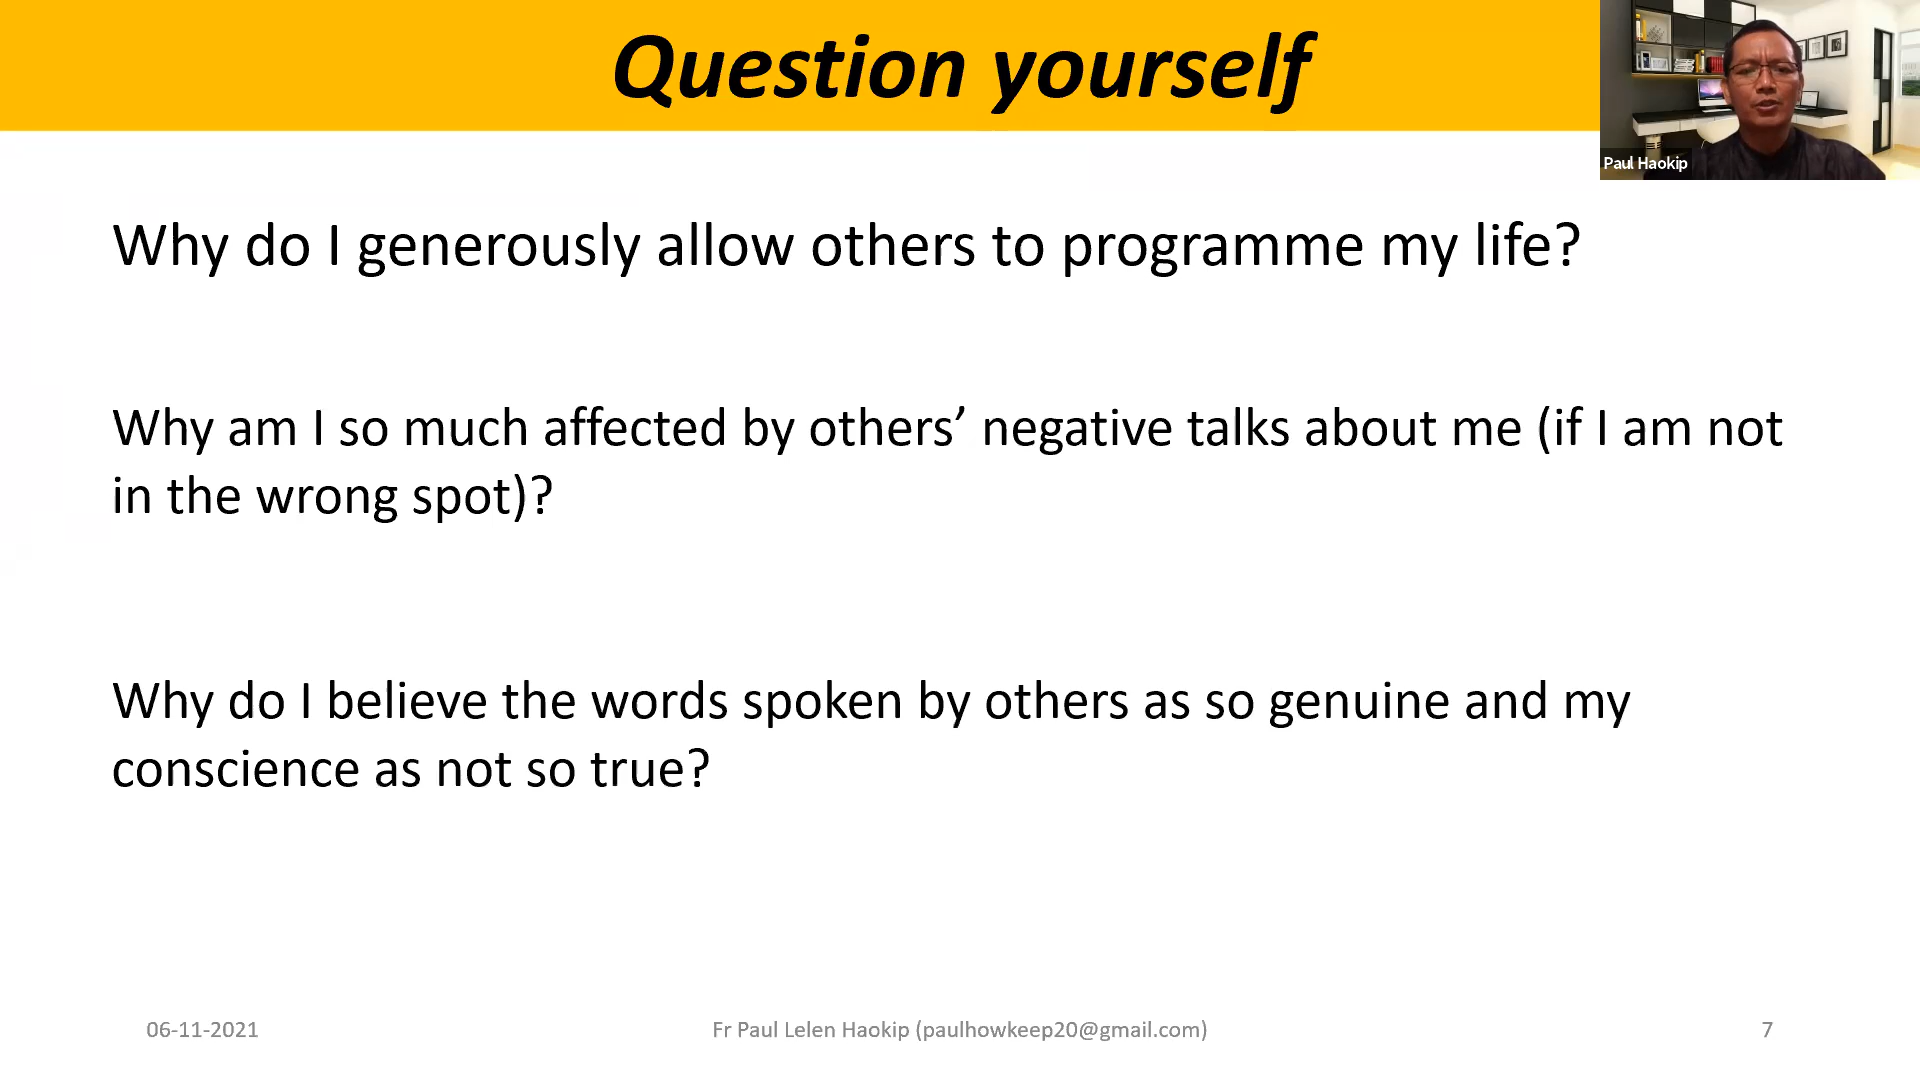 Question yourself
Paul Haokip
Why do I generously allow others to programme my life?
Why am I so much affected by others’ negative talks about me (if I am not
in the wrong spot)?
Why do I believe the words spoken by others as so genuine and my
conscience as not so true?
06-11-2021
Fr Paul Lelen Haokip (paulhowkeep20@gmail.com)
7